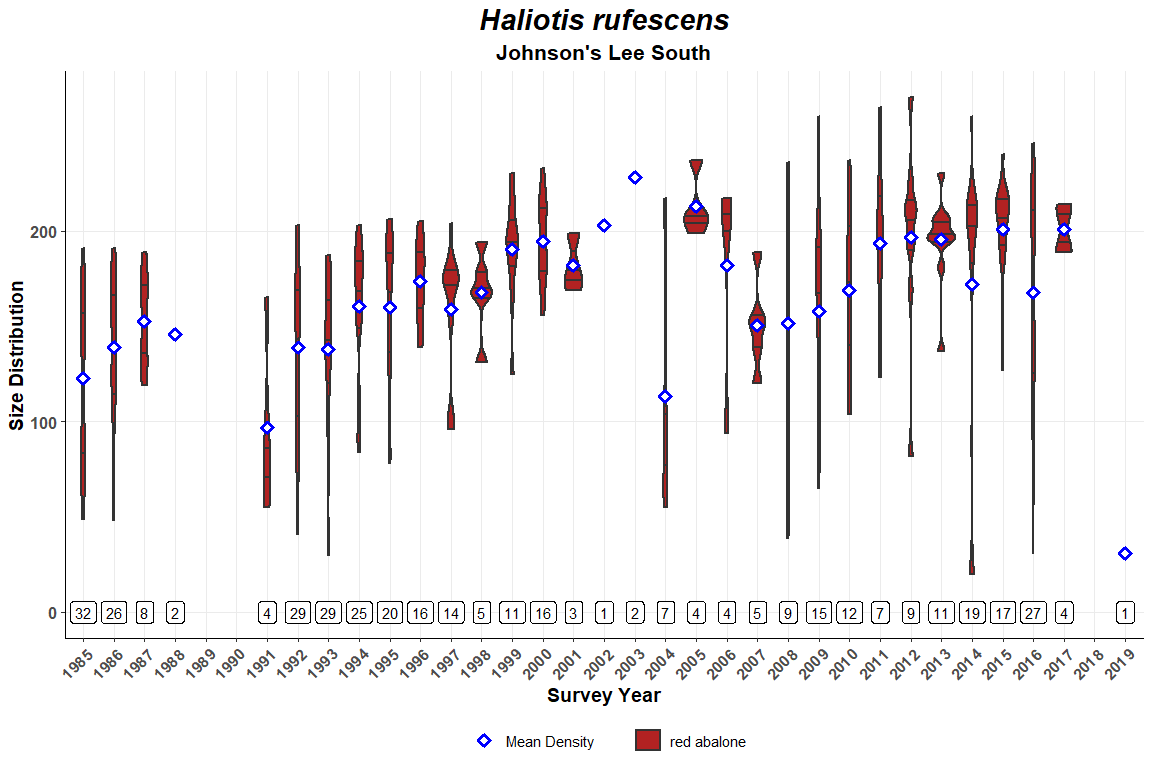 Haliotis rufescens
Johnson's Lee South
Size Distribution
200
100
0
32 26 8 2 4 29 29 25 20 16 14 5 11 16 3 1 2 7 4 4 5 9 15 12 7 9 11 19 17 27 4 1
1985 1986 1987 1988 1989 1990 1991 1992 1993 1994 1995 1996 1997 1998 1999 2000 2001 2002 2003 2004 2005 2006 2007 2008 2009 2010 2011 2012 2013 2014 2015 2016 2017 2018 2019
Survey Year
Mean Density red abalone